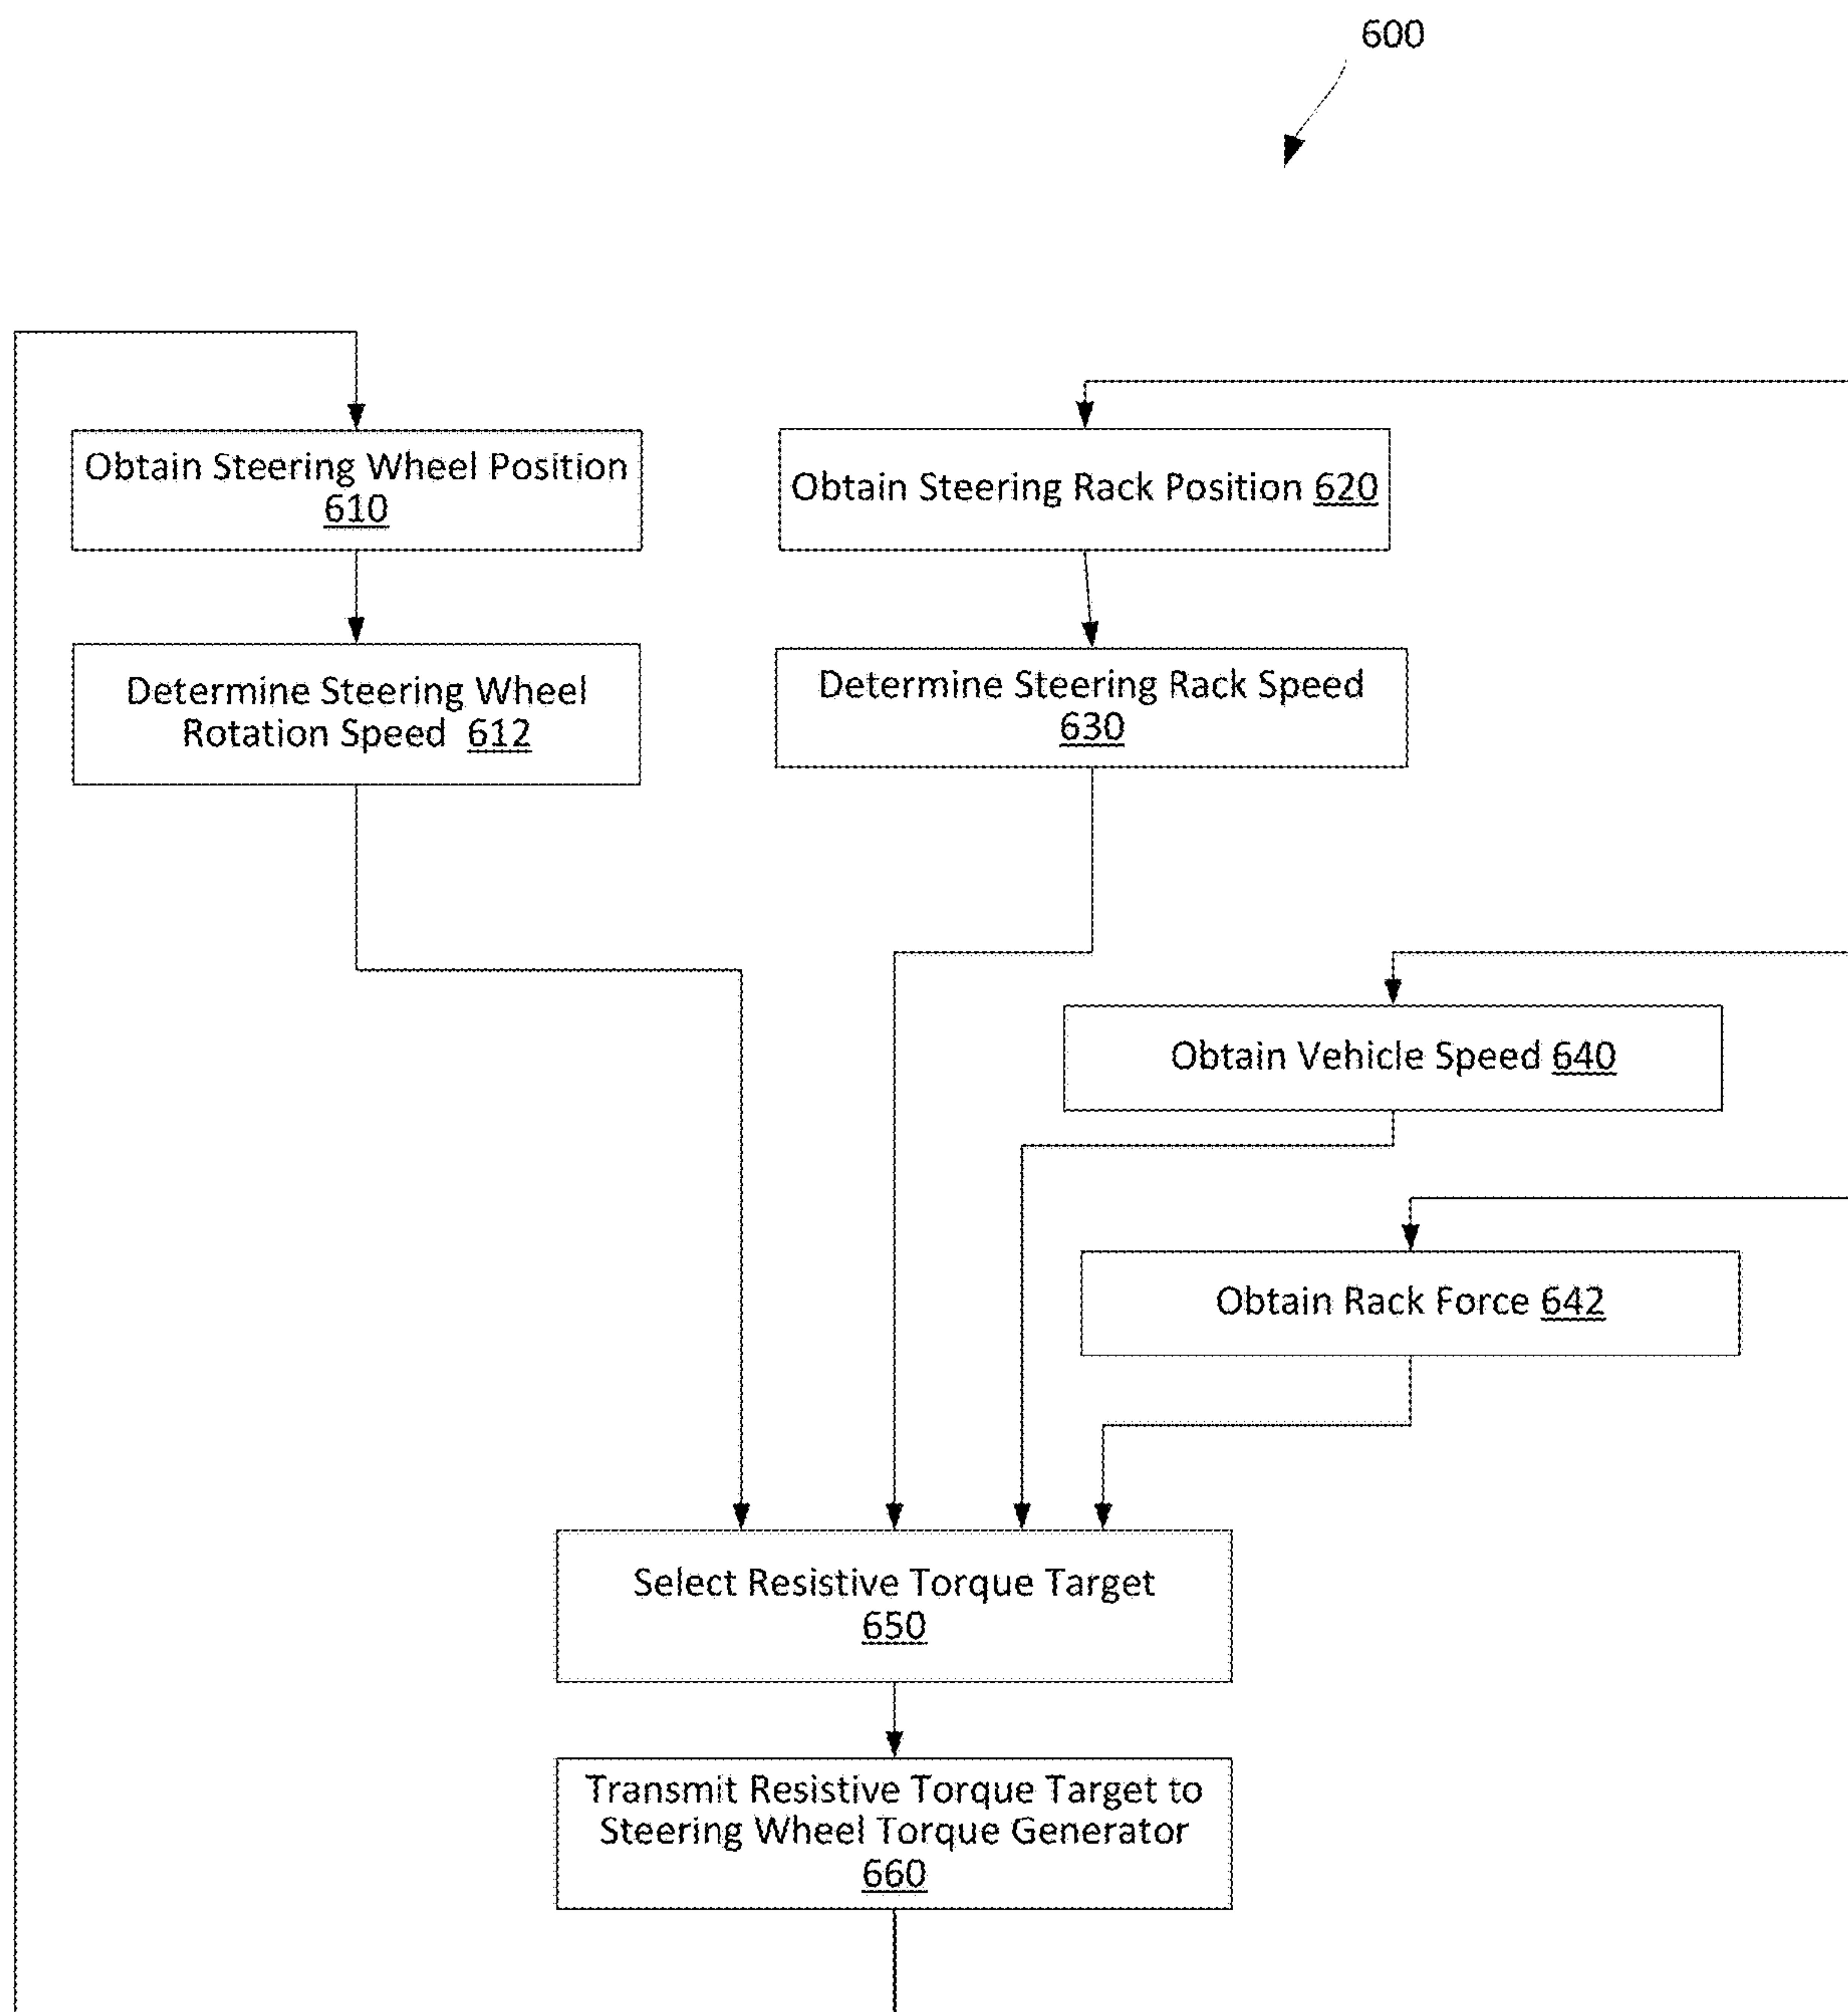 600
Obtain Steering Wheel Position
610
Obtain Steering Rack Position 620
Determine Steering Wheel
Rotation Speed 612
Determine Steering Rack Speed
630
Obtain Vehicle Speed 640
Obtain Rack Force 642
Select Resistive Torque Target
650
Transmit Resistive Torque Target to
Steering Wheel Torque Generator
660